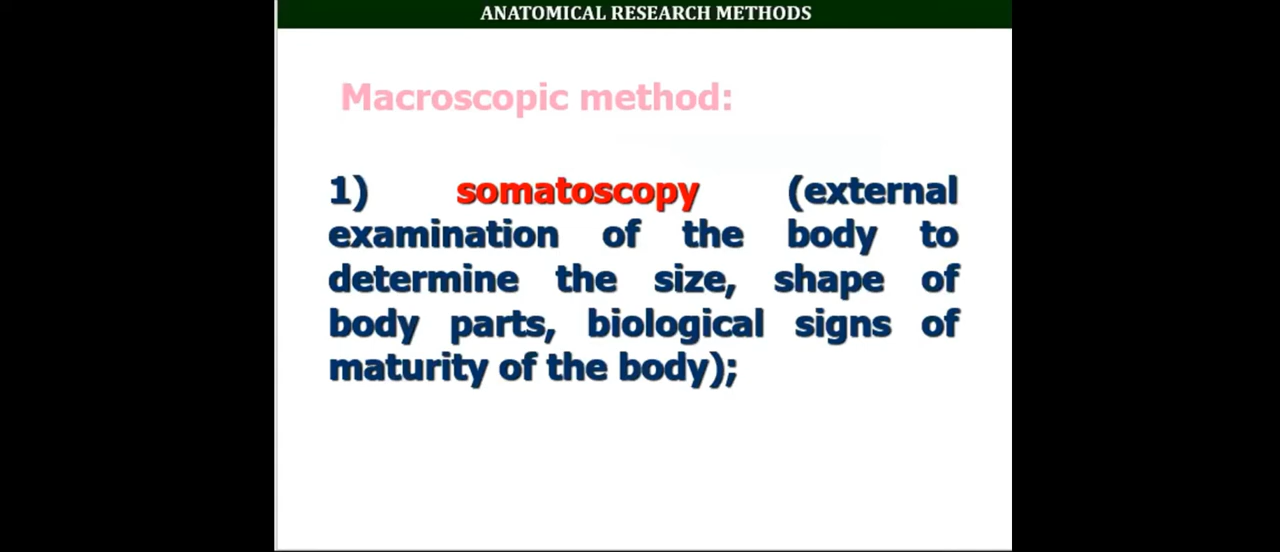 ANATOMICAL RESEARCH METHODS
Macroscopic method:
1) somatoscopy (external
examination of the body to
determine the size, shape of
body parts, biological signs of
maturity of the body);